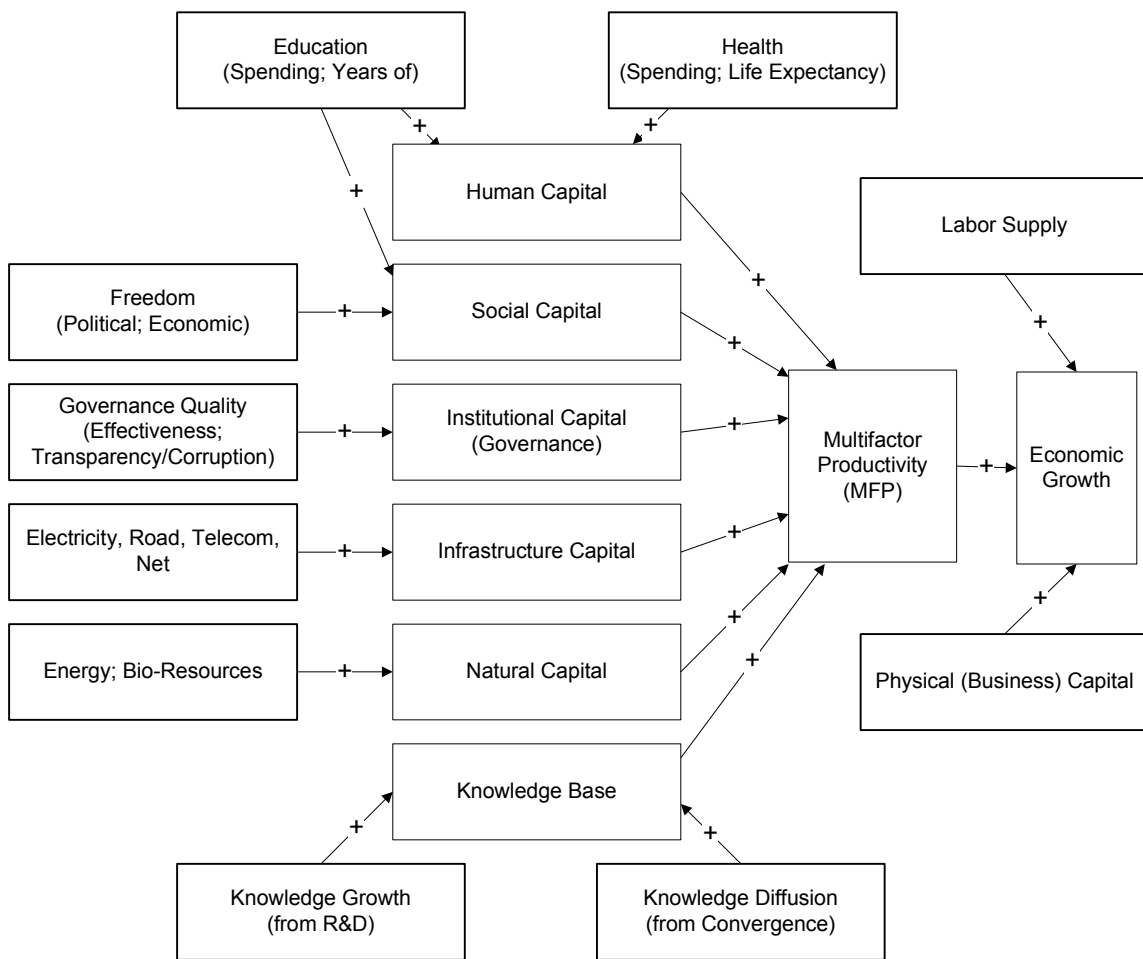 Education
(Spending; Years of)
Health
(Spending; Life Expectancy)
+
+
Human Capital
+
Labor Supply
+
Freedom
(Political; Economic)
+
Social Capital
+
+
Governance Quality
(Effectiveness;
Transparency/Corruption)
+
Institutional Capital
(Governance)
+
Multifactor
Productivity
(MFP)
+
Economic
Growth
Electricity, Road, Telecom,
Net
+
Infrastructure Capital
+
Energy; Bio-Resources
+
Natural Capital
+
+
Physical (Business) Capital
+
Knowledge Base
+
+
Knowledge Growth
(from R&D)
Knowledge Diffusion
(from Convergence)